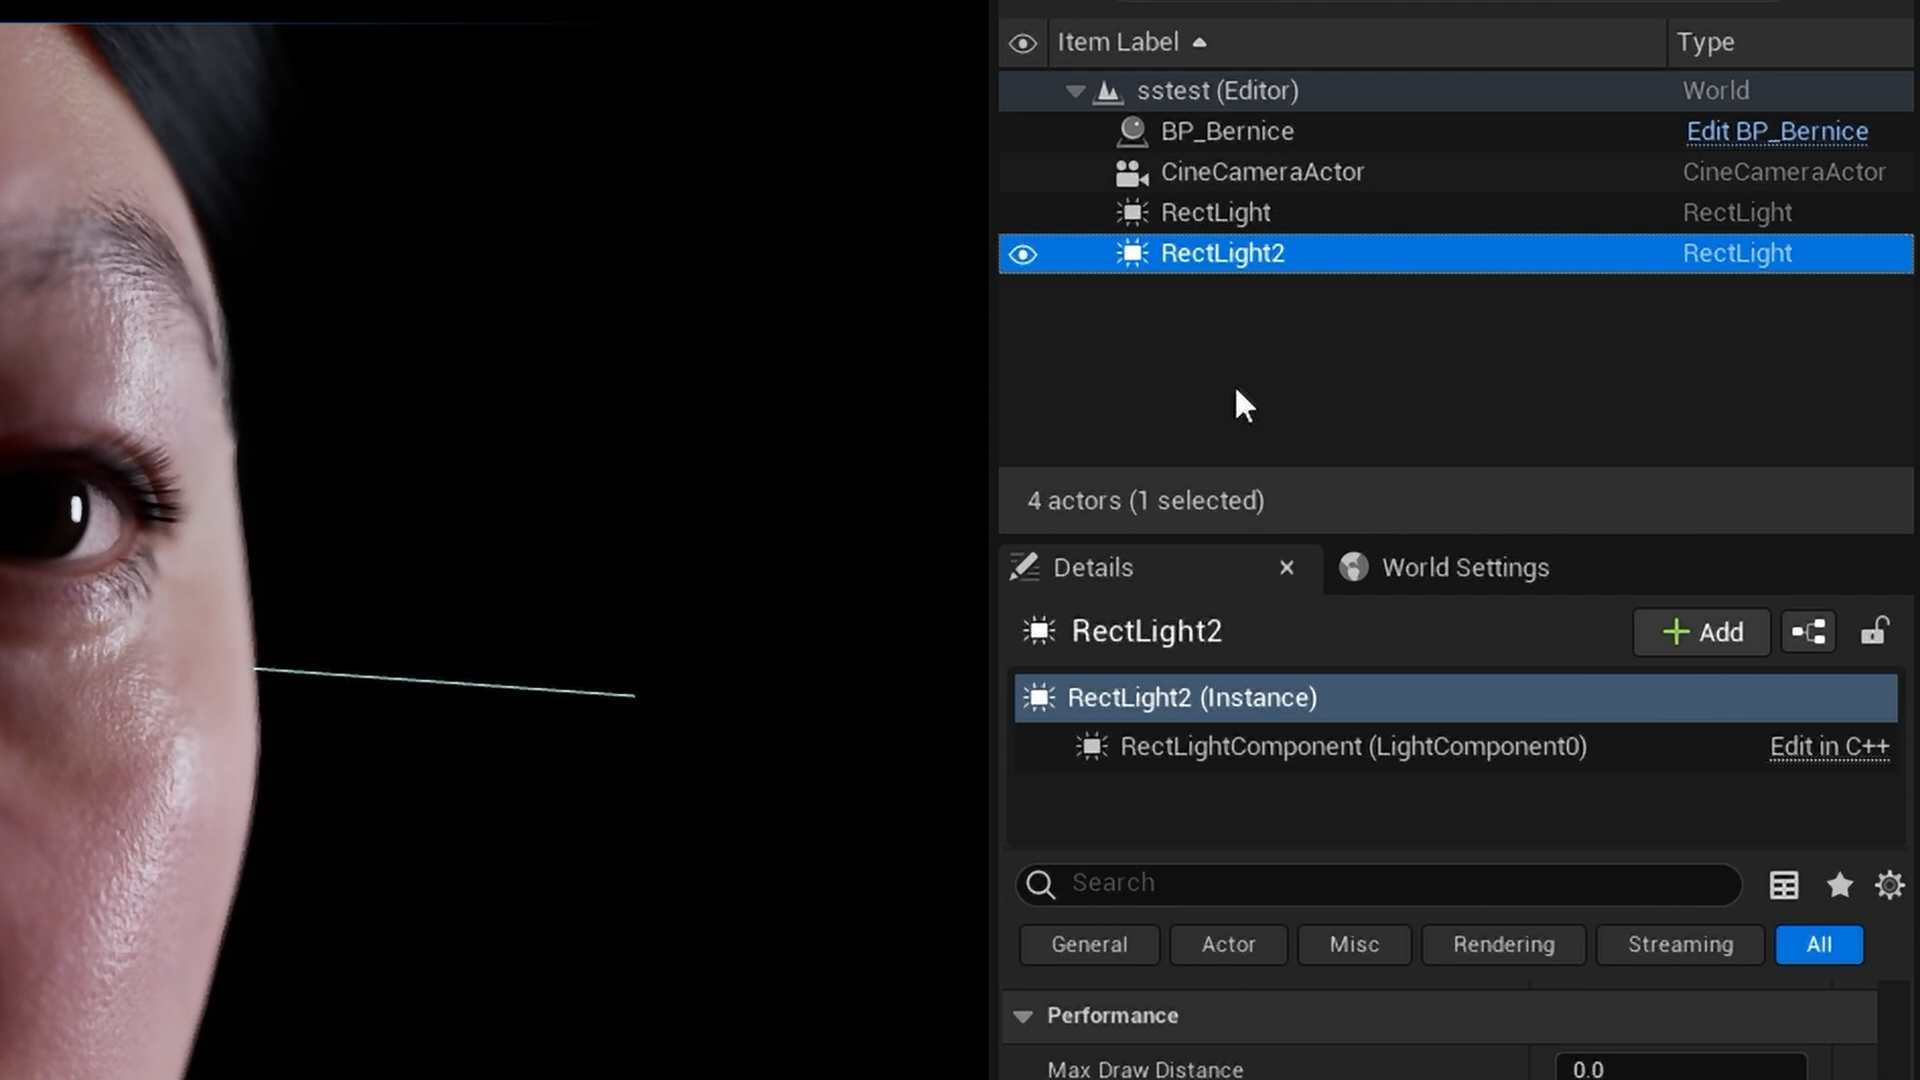 Item Label Type
sstest (Editor) World
BP_Bernice Edit BP_Bernice
CineCameraActor CineCameraActor
RectLight RectLight
RectLight2 RectLight
4 actors (1 selected)
Details World Settings
RectLight2 Add
RectLight2 (Instance)
RectLightComponent (LightComponent0) Edit in C++
Search
General Actor Misc Rendering Streaming All
Performance
Max Draw Distance 0.0